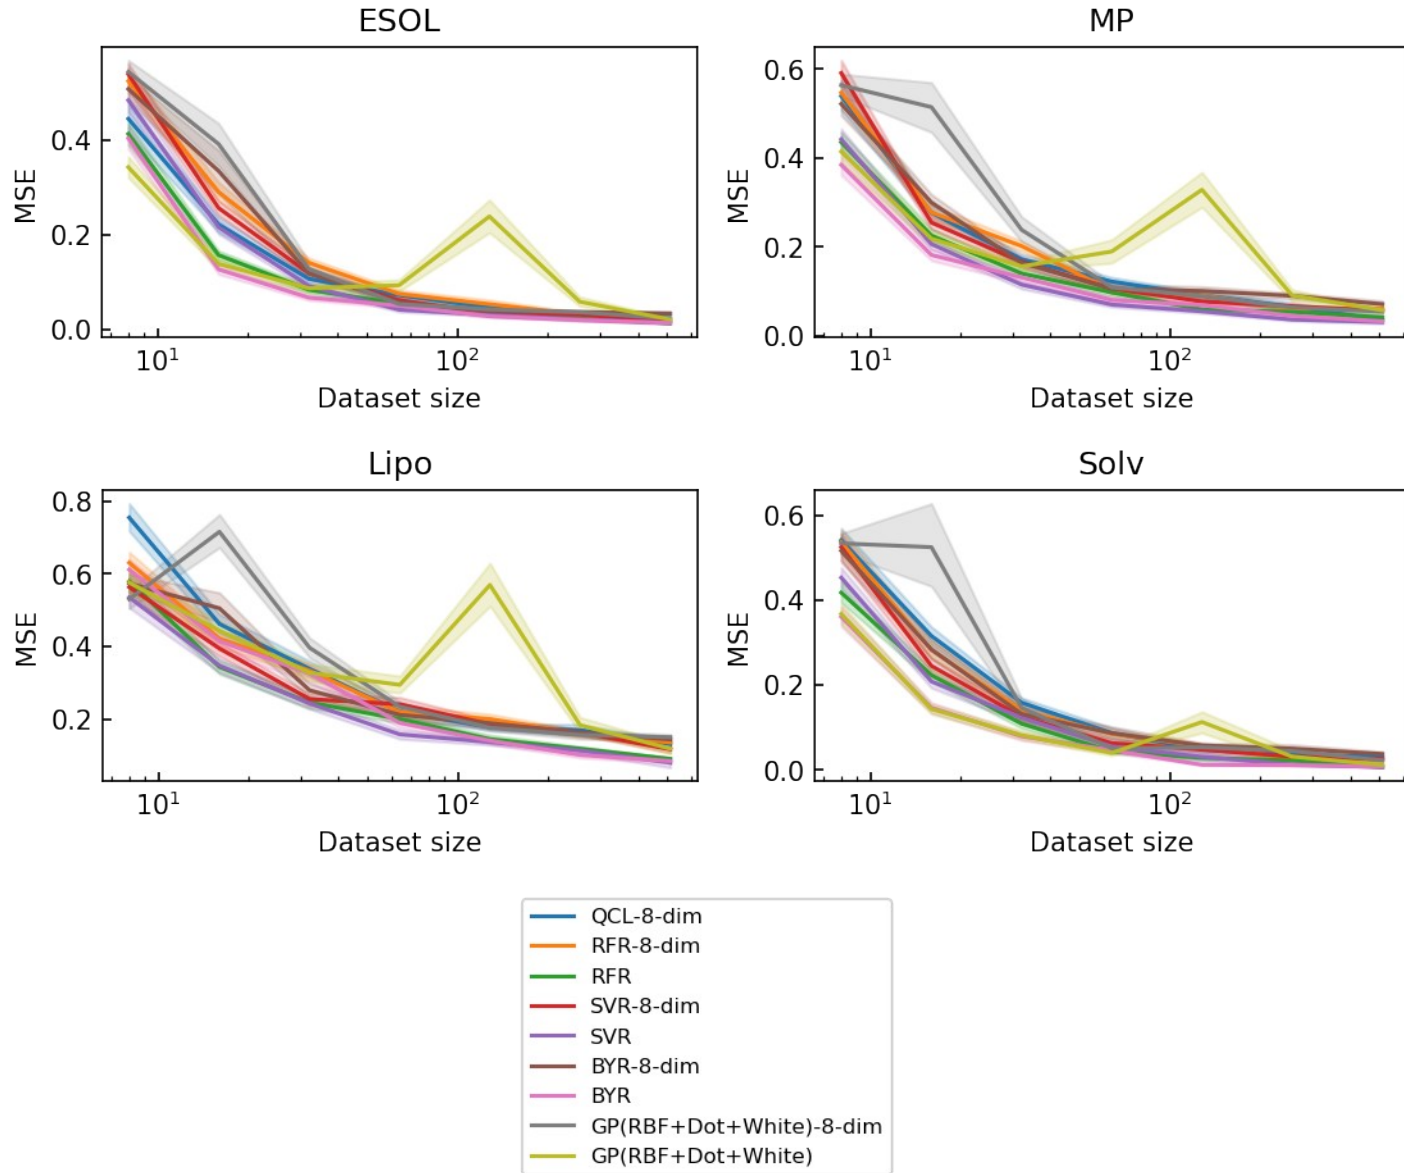 ESOL
MSE
0.4
0.2
0.0
10¹
10²
Dataset size
MP
MSE
0.6
0.4
0.2
0.0
10¹
10²
Dataset size
Lipo
MSE
0.8
0.6
0.4
0.2
10¹
10²
Dataset size
Solv
MSE
0.6
0.4
0.2
0.0
10¹
10²
Dataset size
QCL-8-dim
RFR-8-dim
RFR
SVR-8-dim
SVR
BYR-8-dim
BYR
GP(RBF+Dot+White)-8-dim
GP(RBF+Dot+White)